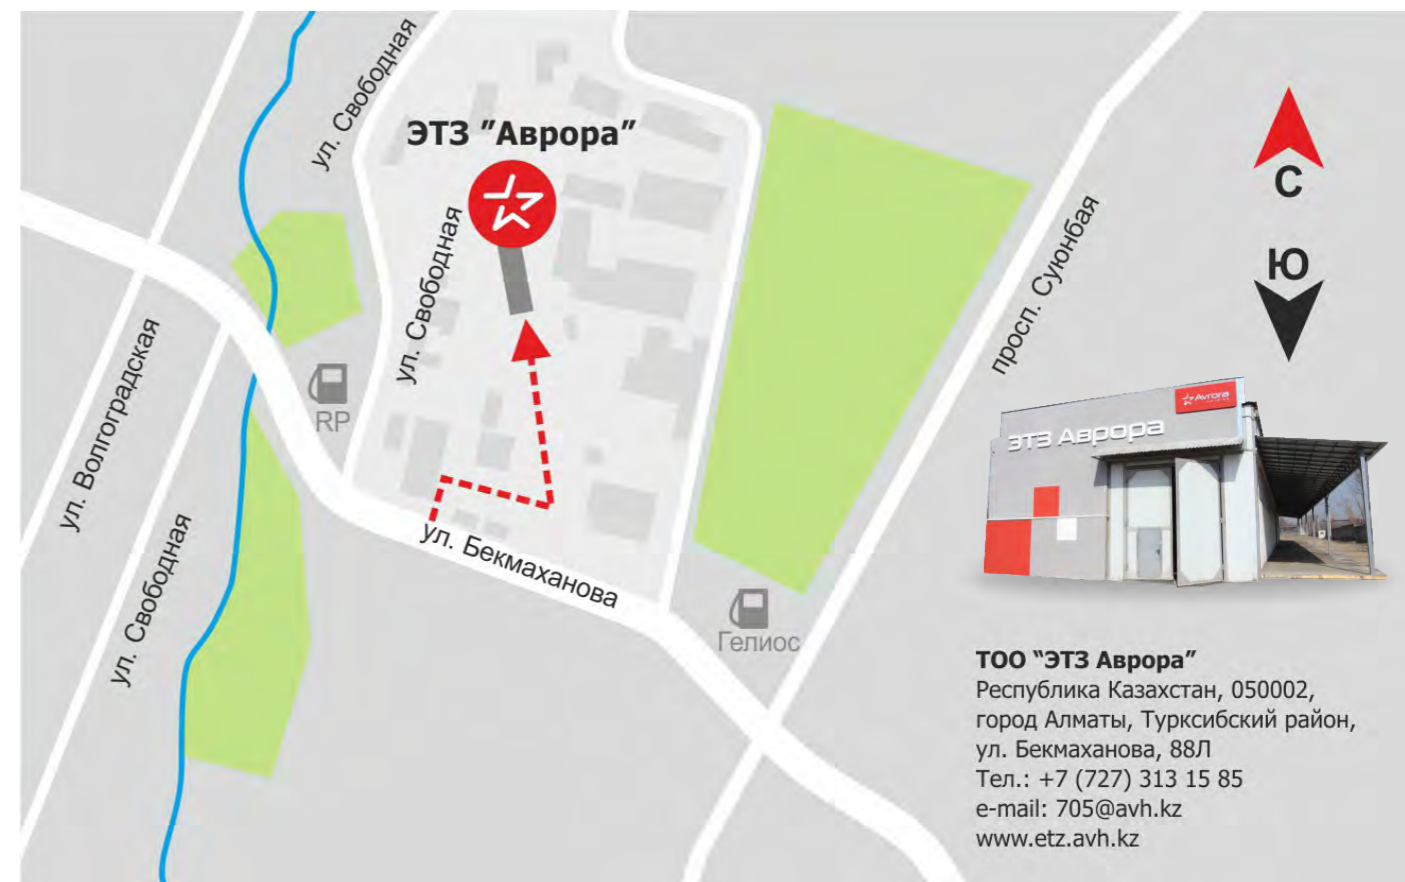 ул. Свободная
ЭТЗ ”Аврора”
ул. Свободная
просп. Суюнбая
С
Ю
ул. Волгоградская
RP
ул. Свободная
ул. Бекмаханова
Гелиос
Avrora
ЭТЗ Аврора
ТОО “ЭТЗ Аврора”
Республика Казахстан, 050002,
город Алматы, Турксибский район,
ул. Бекмаханова, 88Л
Тел.: +7 (727) 313 15 85
e-mail: 705@avh.kz
www.etz.avh.kz